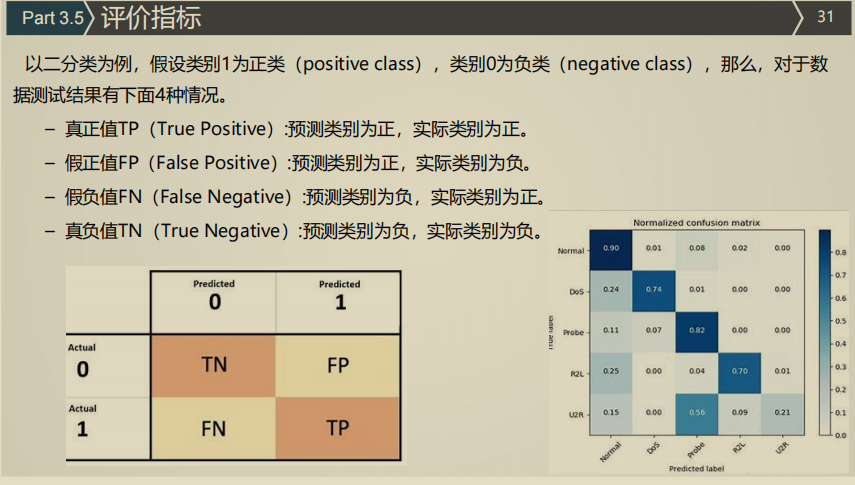 Part 3.5 评价指标 31
以二分类为例，假设类别1为正类（positive class），类别0为负类（negative class），那么，对于数
据测试结果有下面4种情况。
– 真正值TP（True Positive）:预测类别为正，实际类别为正。
– 假正值FP（False Positive）:预测类别为正，实际类别为负。
– 假负值FN（False Negative）:预测类别为负，实际类别为正。
– 真负值TN（True Negative）:预测类别为负，实际类别为负。
Predicted 0 Predicted 1
Actual 0 TN FP
Actual 1 FN TP
Normalized confusion matrix
True label
Normal 0.90 0.01 0.08 0.02 0.00
DoS 0.24 0.74 0.01 0.00 0.00
Probe 0.11 0.07 0.82 0.00 0.00
R2L 0.25 0.00 0.04 0.70 0.01
U2R 0.15 0.00 0.56 0.09 0.21
Normal DoS Probe R2L U2R
Predicted label
0.8
0.7
0.6
0.5
0.4
0.3
0.2
0.1
0.0